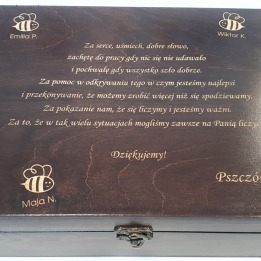 Emilia P.
Wiktor K.
Za serce, uśmiech, dobre słowo,
zachętę do pracy gdy nic się nie udawało
i pochwałę gdy wszystko szło dobrze.
Za pomoc w odkrywaniu tego w czym jesteśmy najlepsi
i przekonywanie, że możemy zrobić więcej niż się spodziewamy.
Za pokazanie nam, że się liczymy i jesteśmy ważni.
Za to, że w tak wielu sytuacjach mogliśmy zawsze na Panią liczy
Dziękujemy!
Maja N.
Pszczó